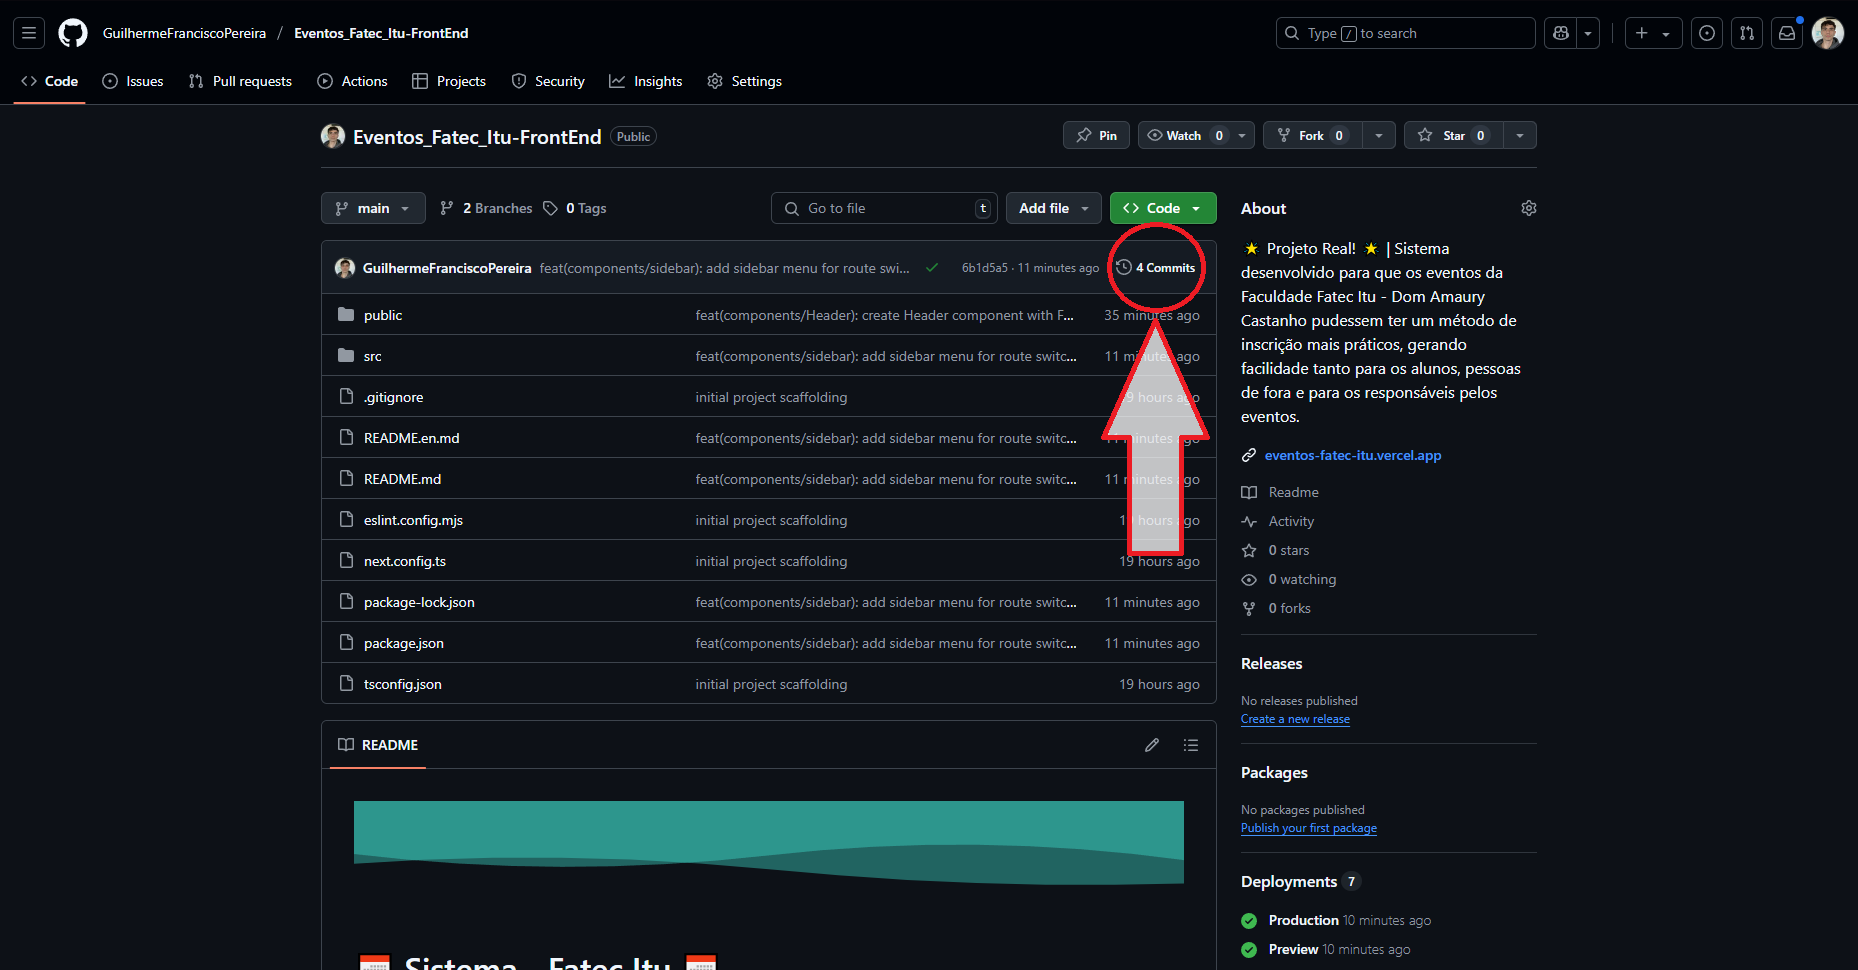 GuilhermeFranciscoPereira / Eventos_Fatec_Itu-FrontEnd
Type / to search
Code Issues Pull requests Actions Projects Security Insights Settings
Eventos_Fatec_Itu-FrontEnd Public
Pin Watch 0 Fork 0 Star 0
main 2 Branches 0 Tags Go to file t Add file Code
GuilhermeFranciscoPereira feat(components/sidebar): add sidebar menu for route swi... 6b1d5a5 · 11 minutes ago 4 Commits
public feat(components/Header): create Header component with F... 35 minutes ago
src feat(components/sidebar): add sidebar menu for route switc... 11 minutes ago
.gitignore initial project scaffolding hours ago
README.en.md feat(components/sidebar): add sidebar menu for route switc... 11 minutes ago
README.md feat(components/sidebar): add sidebar menu for route switc... 11 minutes ago
eslint.config.mjs initial project scaffolding hours ago
next.config.ts initial project scaffolding 19 hours ago
package-lock.json feat(components/sidebar): add sidebar menu for route switc... 11 minutes ago
package.json feat(components/sidebar): add sidebar menu for route switc... 11 minutes ago
tsconfig.json initial project scaffolding 19 hours ago
README
Sistema - Fatec Itu
About
🌟 Projeto Real! 🌟 | Sistema
desenvolvido para que os eventos da
Faculdade Fatec Itu - Dom Amaury
Castanho pudessem ter um método de
inscrição mais práticos, gerando
facilidade tanto para os alunos, pessoas
de fora e para os responsáveis pelos
eventos.
eventos-fatec-itu.vercel.app
Readme
Activity
0 stars
0 watching
0 forks
Releases
No releases published
Create a new release
Packages
No packages published
Publish your first package
Deployments 7
Production 10 minutes ago
Preview 10 minutes ago